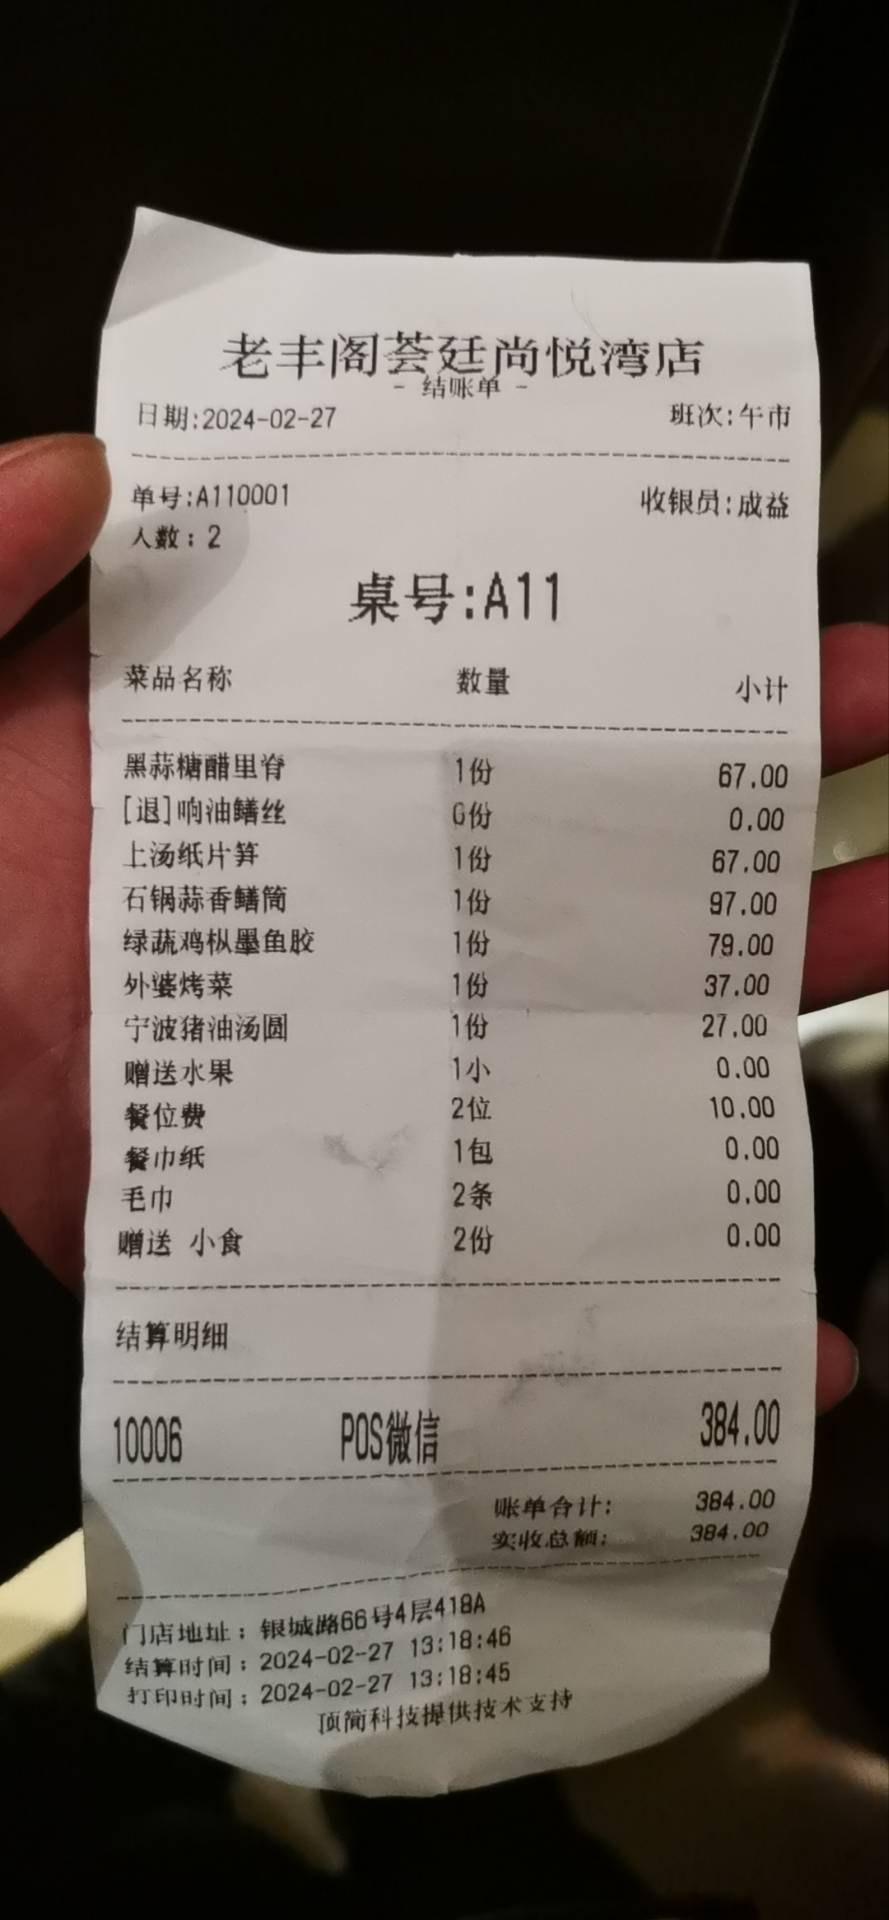 老丰阁荟廷尚悦湾店
- 结账单 -
日期:2024-02-27 班次:午市
单号:A110001 收银员:成益
人数: 2
桌号:A11
菜品名称 数量 小计
黑蒜糖醋里脊 1份 67.00
[退]响油鳝丝 0份 0.00
上汤纸片笋 1份 67.00
石锅蒜香鳝筒 1份 97.00
绿蔬鸡枞墨鱼胶 1份 79.00
外婆烤菜 1份 37.00
宁波猪油汤圆 1份 27.00
赠送水果 1小 0.00
餐位费 2位 10.00
餐巾纸 1包 0.00
毛巾 2条 0.00
赠送 小食 2份 0.00
结算明细
10006 POS微信 384.00
账单合计: 384.00
实收总额: 384.00
门店地址: 银城路66号4层418A
结算时间: 2024-02-27 13:18:46
打印时间: 2024-02-27 13:18:45
顶简科技提供技术支持